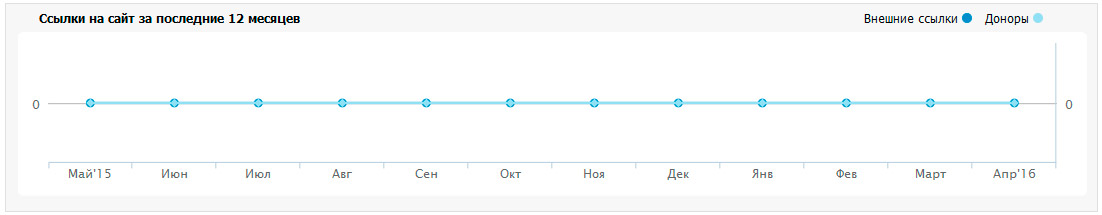 Ссылки на сайт за последние 12 месяцев
Внешние ссылки Доноры
0 0
Май'15 Июн Июл Авг Сен Окт Ноя Дек Янв Фев Март Апр'16